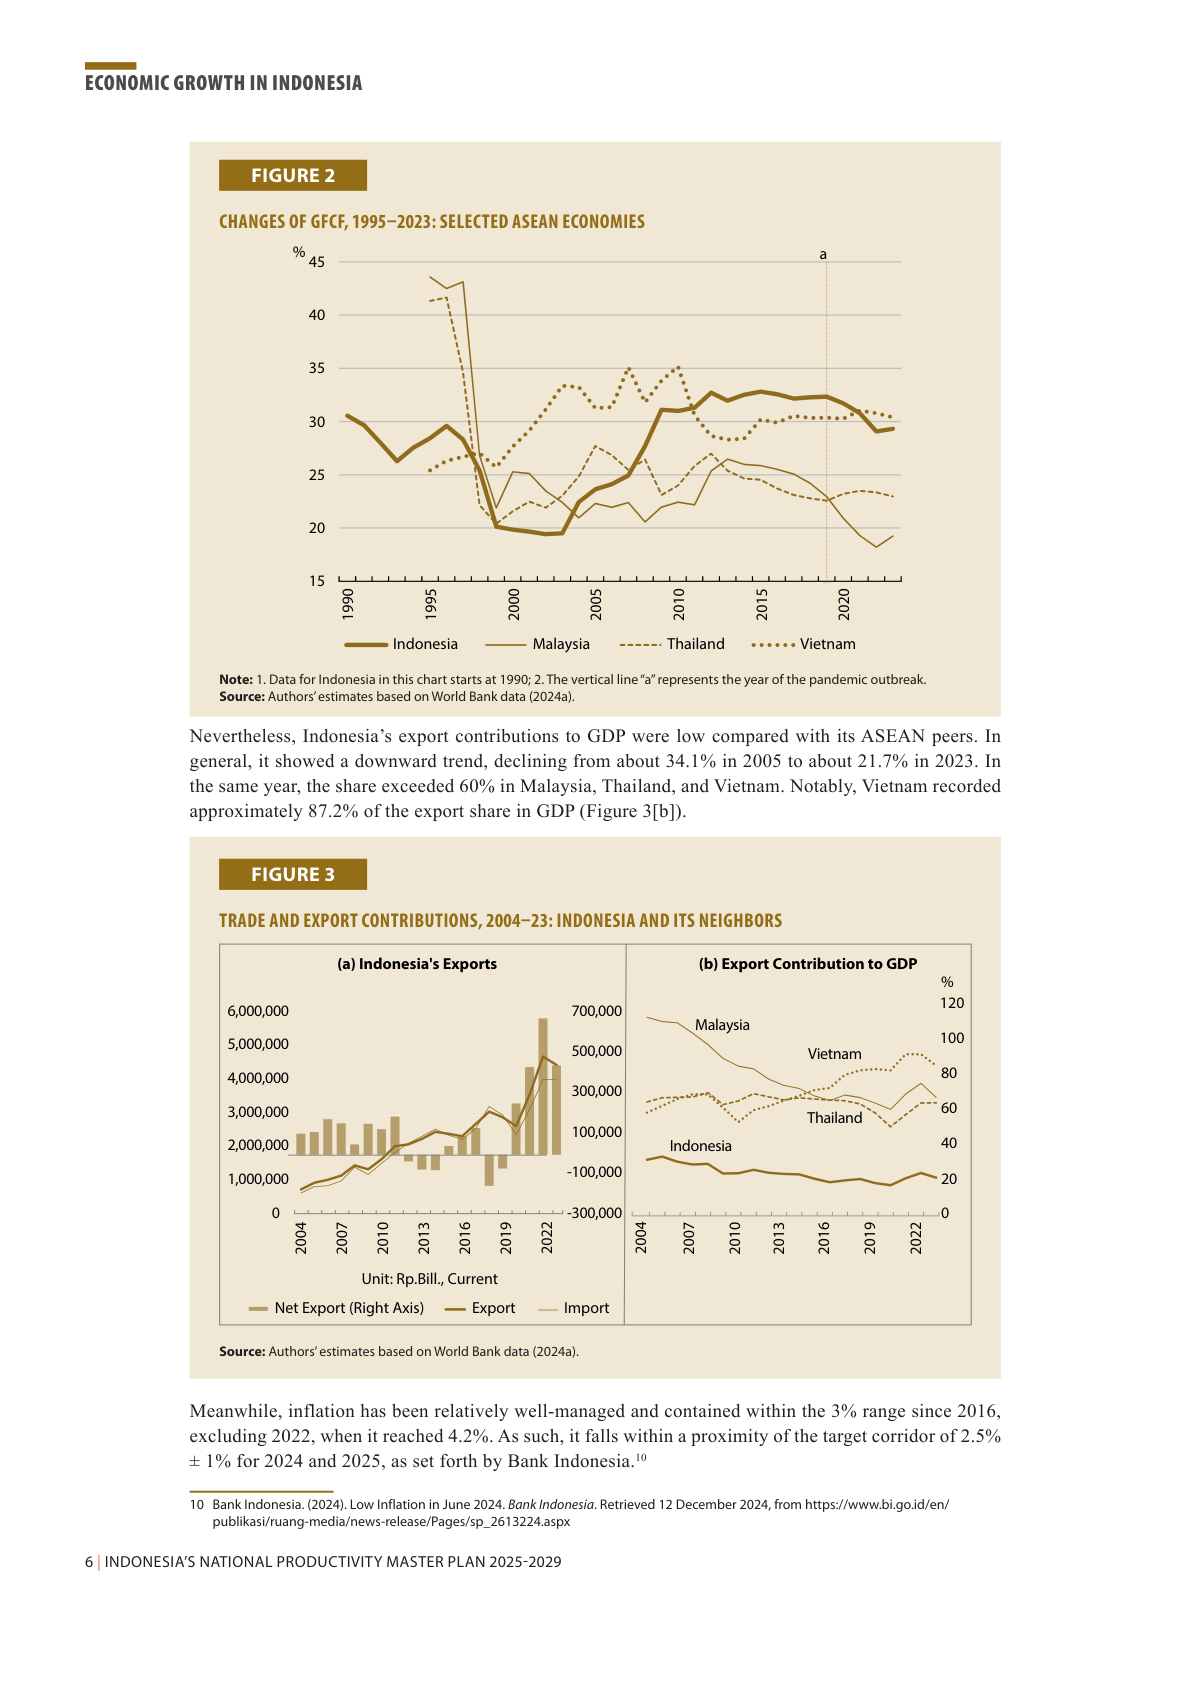 ECONOMIC GROWTH IN INDONESIA
FIGURE 2
CHANGES OF GFCF, 1995–2023: SELECTED ASEAN ECONOMIES
%
a
45
40
35
30
25
20
15
1990
1995
2000
2005
2010
2015
2020
Indonesia
Malaysia
Thailand
Vietnam
Note: 1. Data for Indonesia in this chart starts at 1990; 2. The vertical line “a” represents the year of the pandemic outbreak.
Source: Authors’ estimates based on World Bank data (2024a).
Nevertheless, Indonesia’s export contributions to GDP were low compared with its ASEAN peers. In
general, it showed a downward trend, declining from about 34.1% in 2005 to about 21.7% in 2023. In
the same year, the share exceeded 60% in Malaysia, Thailand, and Vietnam. Notably, Vietnam recorded
approximately 87.2% of the export share in GDP (Figure 3[b]).
FIGURE 3
TRADE AND EXPORT CONTRIBUTIONS, 2004–23: INDONESIA AND ITS NEIGHBORS
(a) Indonesia's Exports
6,000,000
5,000,000
4,000,000
3,000,000
2,000,000
1,000,000
0
700,000
500,000
300,000
100,000
-100,000
-300,000
2004
2007
2010
2013
2016
2019
2022
Unit: Rp.Bill., Current
Net Export (Right Axis)
Export
Import
(b) Export Contribution to GDP
%
120
100
80
60
40
20
0
Malaysia
Vietnam
Thailand
Indonesia
2004
2007
2010
2013
2016
2019
2022
Source: Authors’ estimates based on World Bank data (2024a).
Meanwhile, inflation has been relatively well-managed and contained within the 3% range since 2016,
excluding 2022, when it reached 4.2%. As such, it falls within a proximity of the target corridor of 2.5%
± 1% for 2024 and 2025, as set forth by Bank Indonesia.10
10 Bank Indonesia. (2024). Low Inflation in June 2024. Bank Indonesia. Retrieved 12 December 2024, from https://www.bi.go.id/en/
publikasi/ruang-media/news-release/Pages/sp_2613224.aspx
6 | INDONESIA’S NATIONAL PRODUCTIVITY MASTER PLAN 2025-2029